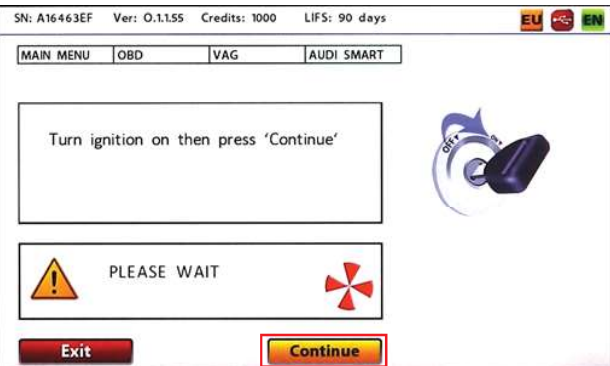 SN: A16463EF Ver: O.1.1.55 Credits: 1000 LIFS: 90 days EU EN
MAIN MENU OBD VAG AUDI SMART
Turn ignition on then press ‘Continue‘
OFF ON
PLEASE WAIT
Exit Continue